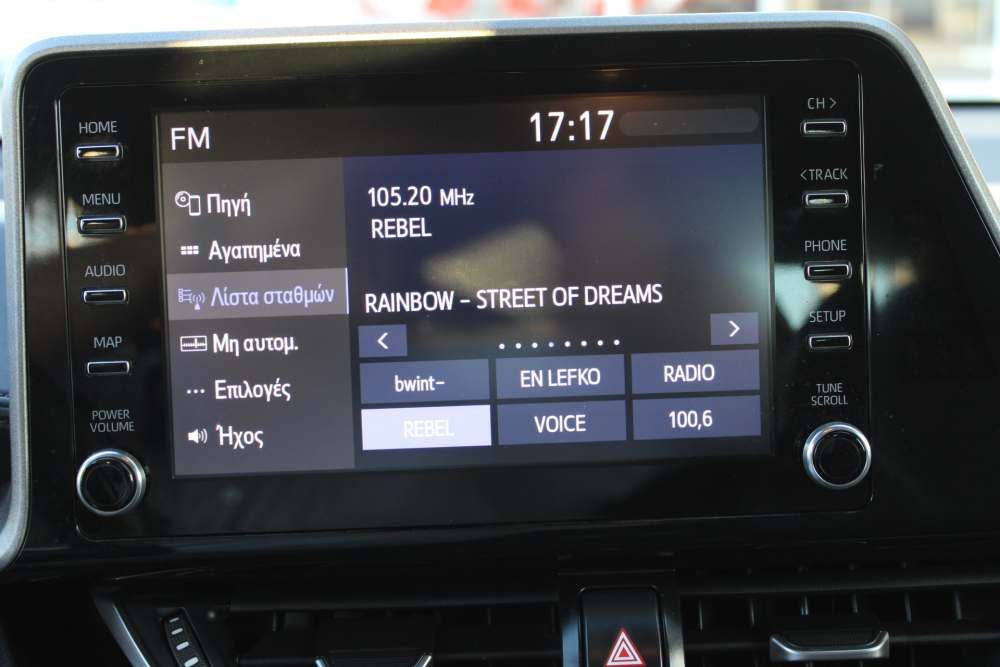 HOME
MENU
AUDIO
MAP
POWER
VOLUME
FM
17:17
Πηγή
Αγαπημένα
Λίστα σταθμών
Μη αυτομ.
Επιλογές
Ήχος
105.20 MHz
REBEL
RAINBOW - STREET OF DREAMS
< >
bwint- EN LEFKO RADIO
REBEL VOICE 100,6
CH >
< TRACK
PHONE
SETUP
TUNE
SCROLL